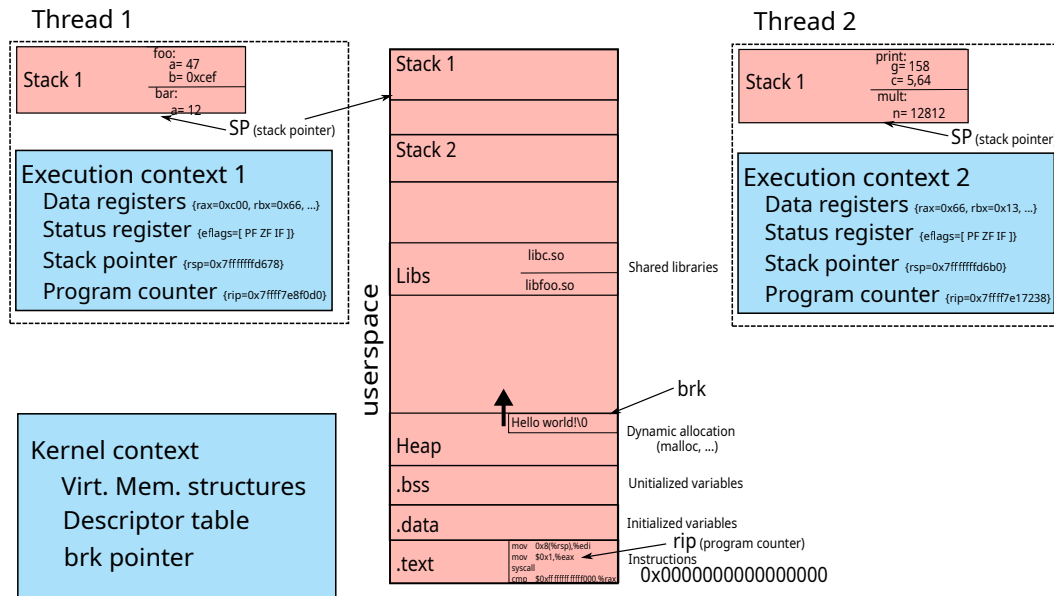 Thread 1
Stack 1
foo:
a= 47
b= 0xcef
bar:
a= 12
SP (stack pointer)
Execution context 1
Data registers {rax=0xc00, rbx=0x66, ...}
Status register {eflags=[ PF ZF IF ]}
Stack pointer {rsp=0x7fffffffd678}
Program counter {rip=0x7ffff7e8f0d0}
Kernel context
Virt. Mem. structures
Descriptor table
brk pointer
userspace
Stack 1
Stack 2
Libs
libc.so
libfoo.so
Shared libraries
brk
Hello world!\0
Heap
Dynamic allocation
(malloc, ...)
.bss
Unitialized variables
.data
Initialized variables
rip (program counter)
.text
mov 0x8(%rsp),%edi
mov $0x1,%eax
syscall
cmp $0xfffffffffffff000,%rax
Instructions
0x0000000000000000
Thread 2
Stack 1
print:
g= 158
c= 5,64
mult:
n= 12812
SP (stack pointer
Execution context 2
Data registers {rax=0x66, rbx=0x13, ...}
Status register {eflags=[ PF ZF IF ]}
Stack pointer {rsp=0x7fffffffd6b0}
Program counter {rip=0x7ffff7e17238}